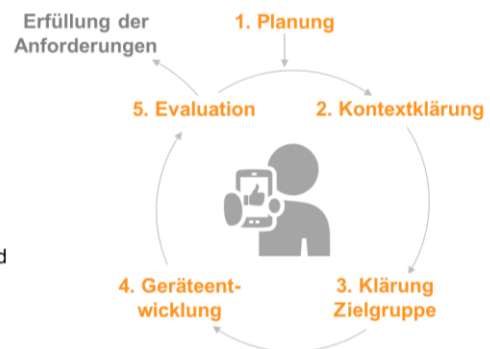 Erfüllung der
Anforderungen
1. Planung
5. Evaluation
2. Kontextklärung
d
4. Geräteent-
wicklung
3. Klärung
Zielgruppe